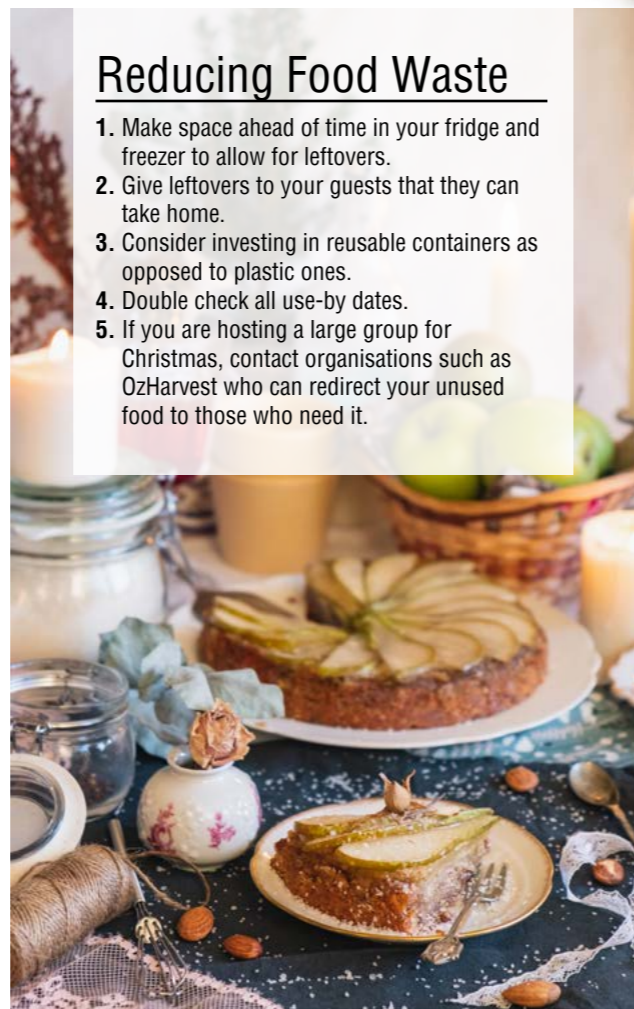 Reducing Food Waste
1. Make space ahead of time in your fridge and
freezer to allow for leftovers.
2. Give leftovers to your guests that they can
take home.
3. Consider investing in reusable containers as
opposed to plastic ones.
4. Double check all use-by dates.
5. If you are hosting a large group for
Christmas, contact organisations such as
OzHarvest who can redirect your unused
food to those who need it.